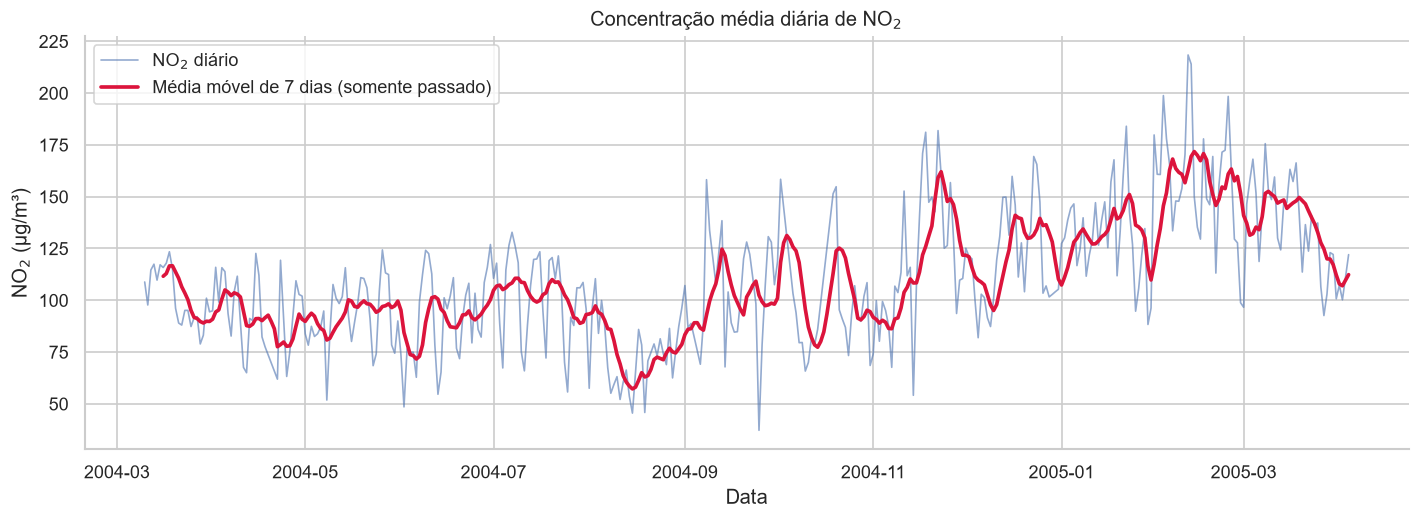 Concentração média diária de NO₂
NO₂ diário
Média móvel de 7 dias (somente passado)
NO₂ (µg/m³)
225
200
175
150
125
100
75
50
2004-03 2004-05 2004-07 2004-09 2004-11 2005-01 2005-03
Data